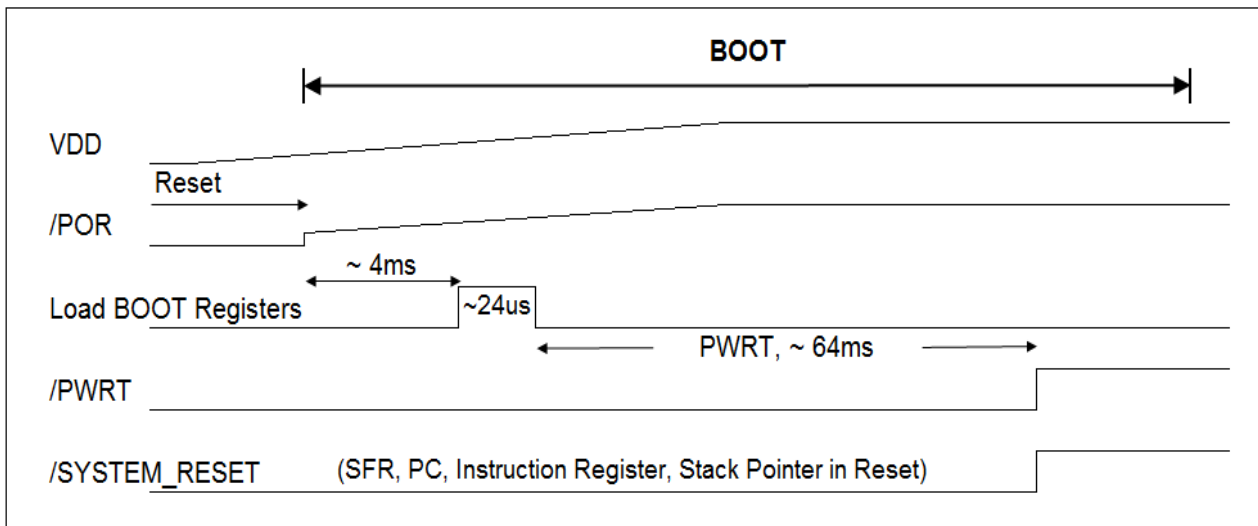 BOOT
VDD
Reset
/POR
~ 4ms
Load BOOT Registers
~24us
PWRT, ~ 64ms
/PWRT
/SYSTEM_RESET
(SFR, PC, Instruction Register, Stack Pointer in Reset)